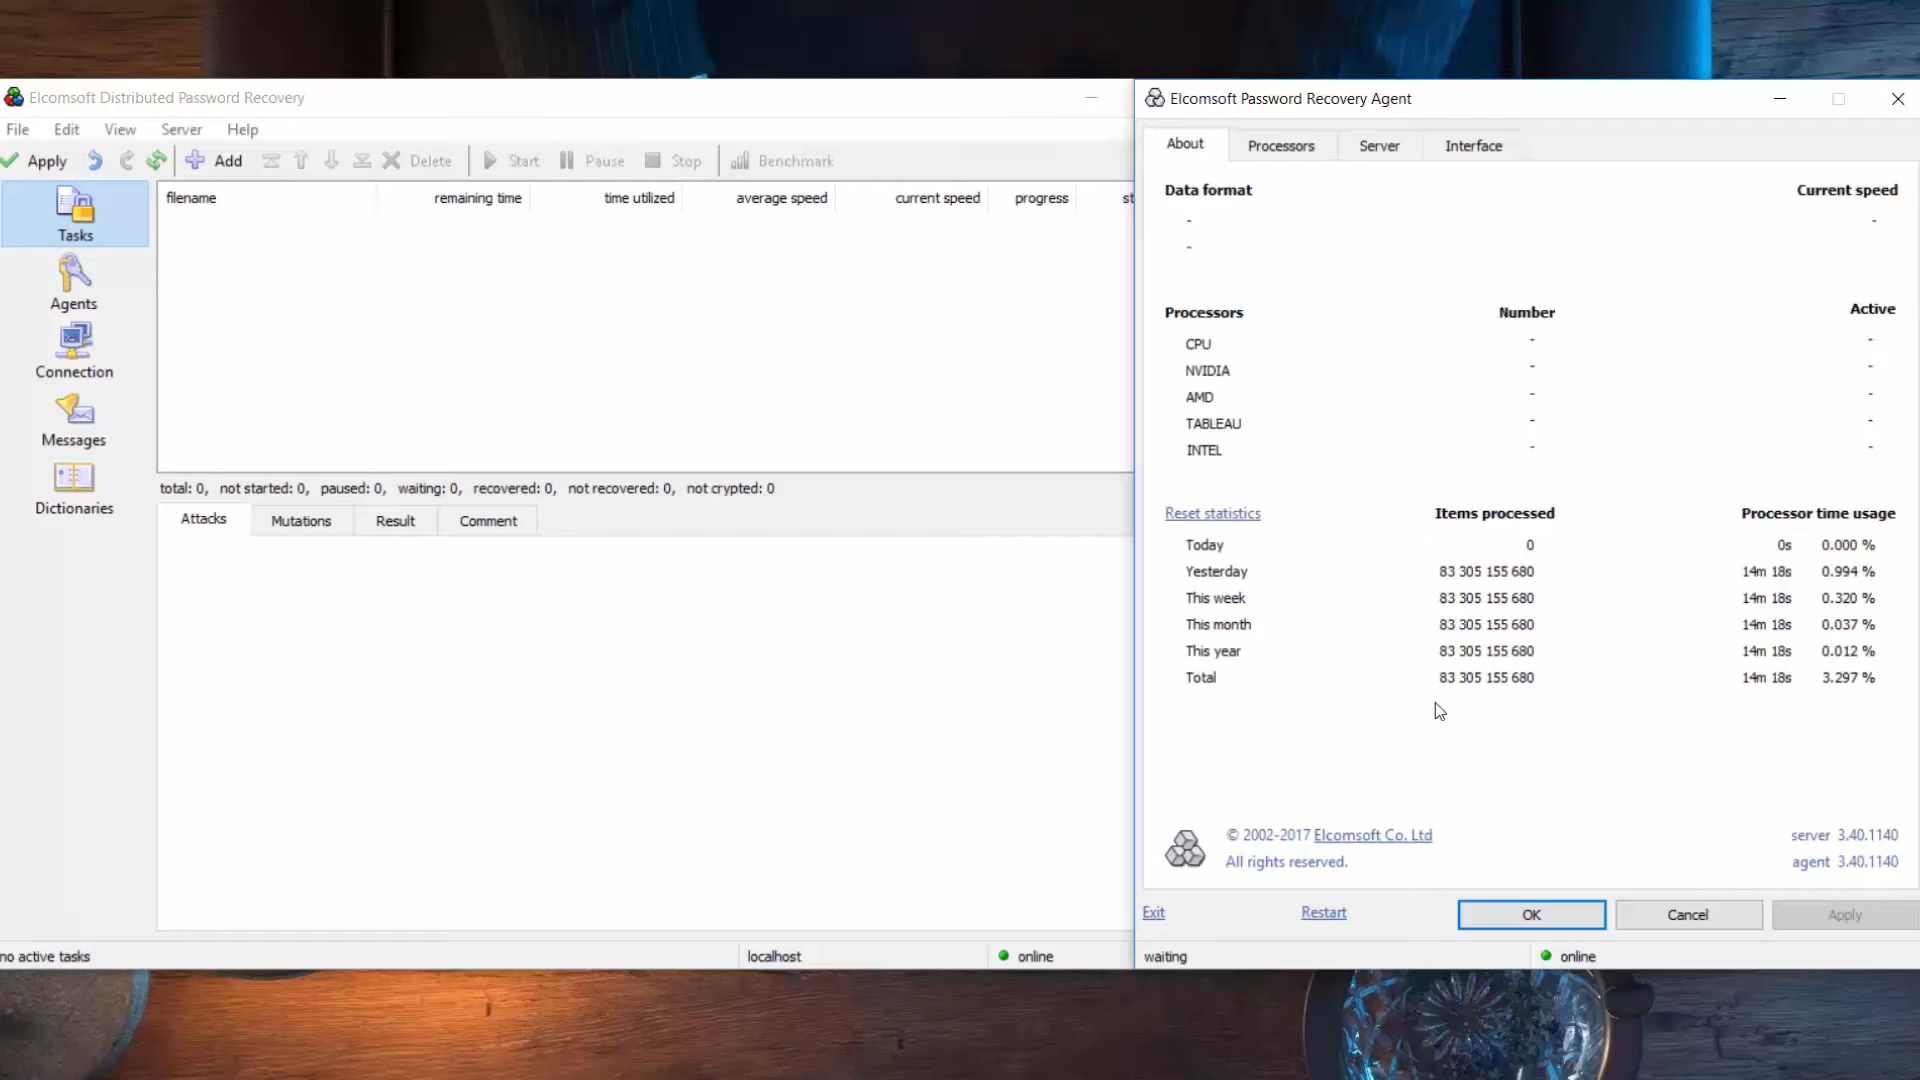 Elcomsoft Distributed Password Recovery
File Edit View Server Help
Apply Add Delete Start Pause Stop Benchmark
Tasks
Agents
Connection
Messages
Dictionaries
filename remaining time time utilized average speed current speed progress st
total: 0, not started: 0, paused: 0, waiting: 0, recovered: 0, not recovered: 0, not crypted: 0
Attacks Mutations Result Comment
no active tasks localhost online
Elcomsoft Password Recovery Agent
About Processors Server Interface
Data format Current speed
- -
-
Processors Number Active
CPU - -
NVIDIA - -
AMD - -
TABLEAU - -
INTEL - -
Reset statistics Items processed Processor time usage
Today 0 0s 0.000 %
Yesterday 83 305 155 680 14m 18s 0.994 %
This week 83 305 155 680 14m 18s 0.320 %
This month 83 305 155 680 14m 18s 0.037 %
This year 83 305 155 680 14m 18s 0.012 %
Total 83 305 155 680 14m 18s 3.297 %
© 2002-2017 Elcomsoft Co. Ltd server 3.40.1140
All rights reserved. agent 3.40.1140
Exit Restart OK Cancel Apply
waiting online